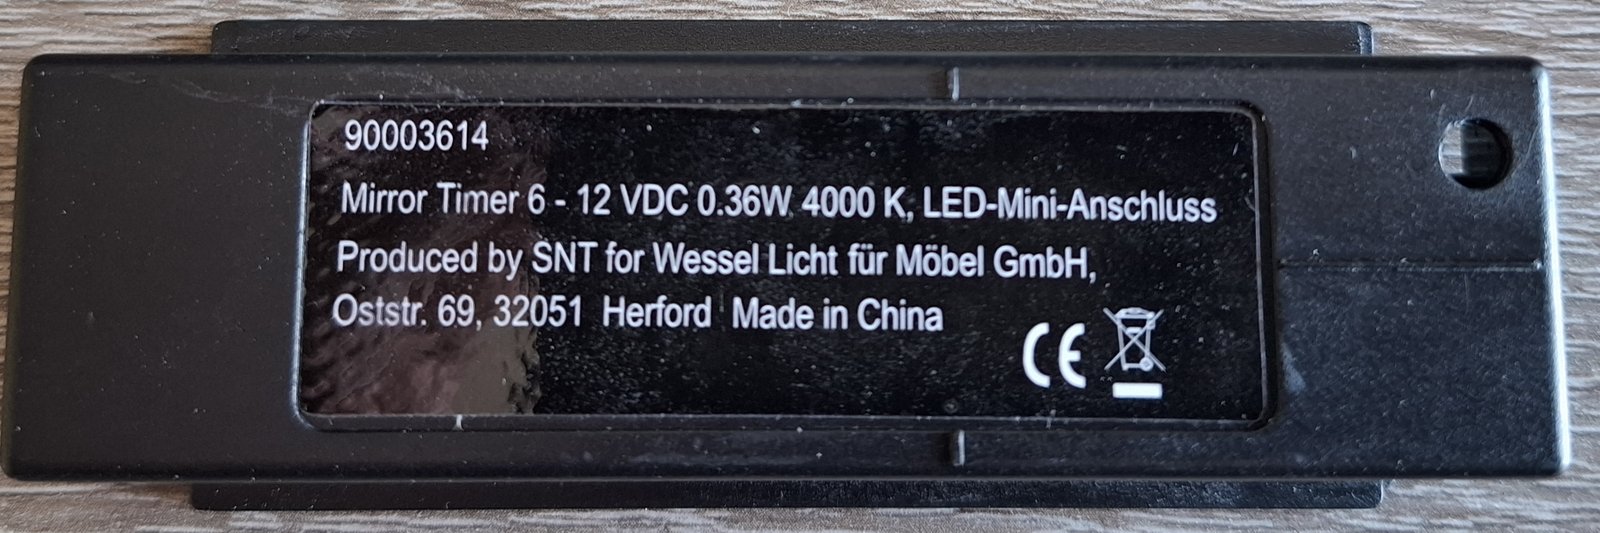 90003614
Mirror Timer 6 - 12 VDC 0.36W 4000 K, LED-Mini-Anschluss
Produced by SNT for Wessel Licht für Möbel GmbH,
Oststr. 69, 32051 Herford Made in China
CE